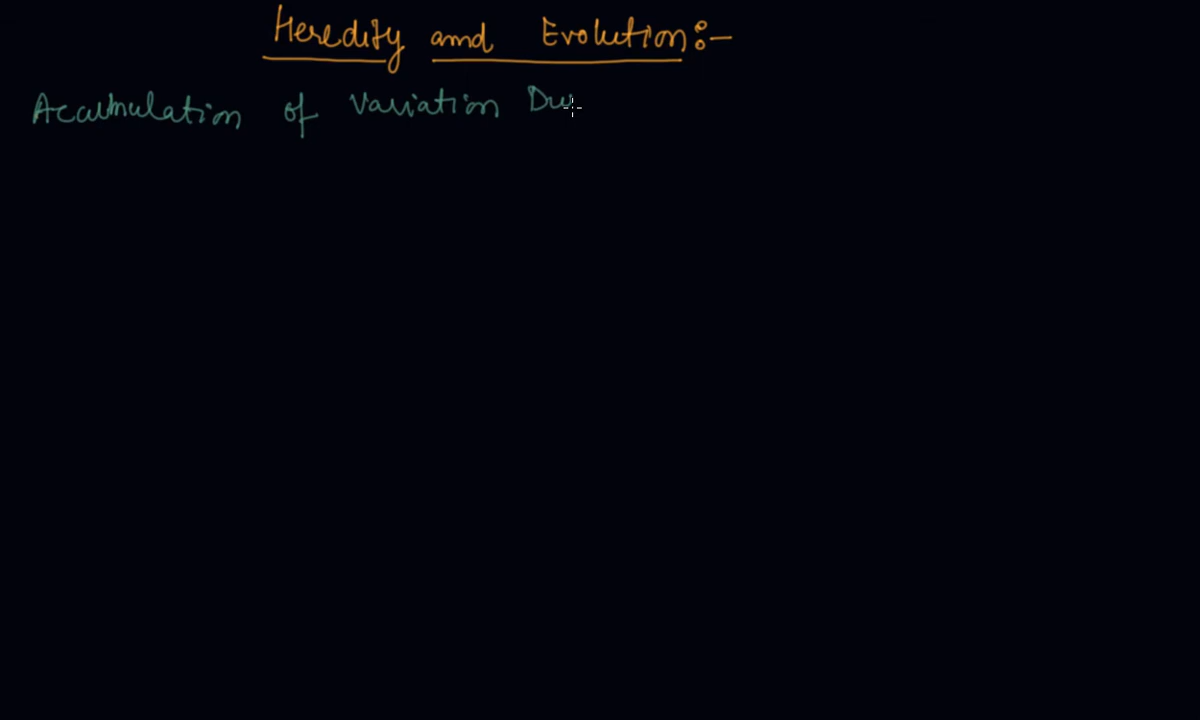 Heredity and Evolution:-
Accumulation of Variation Du